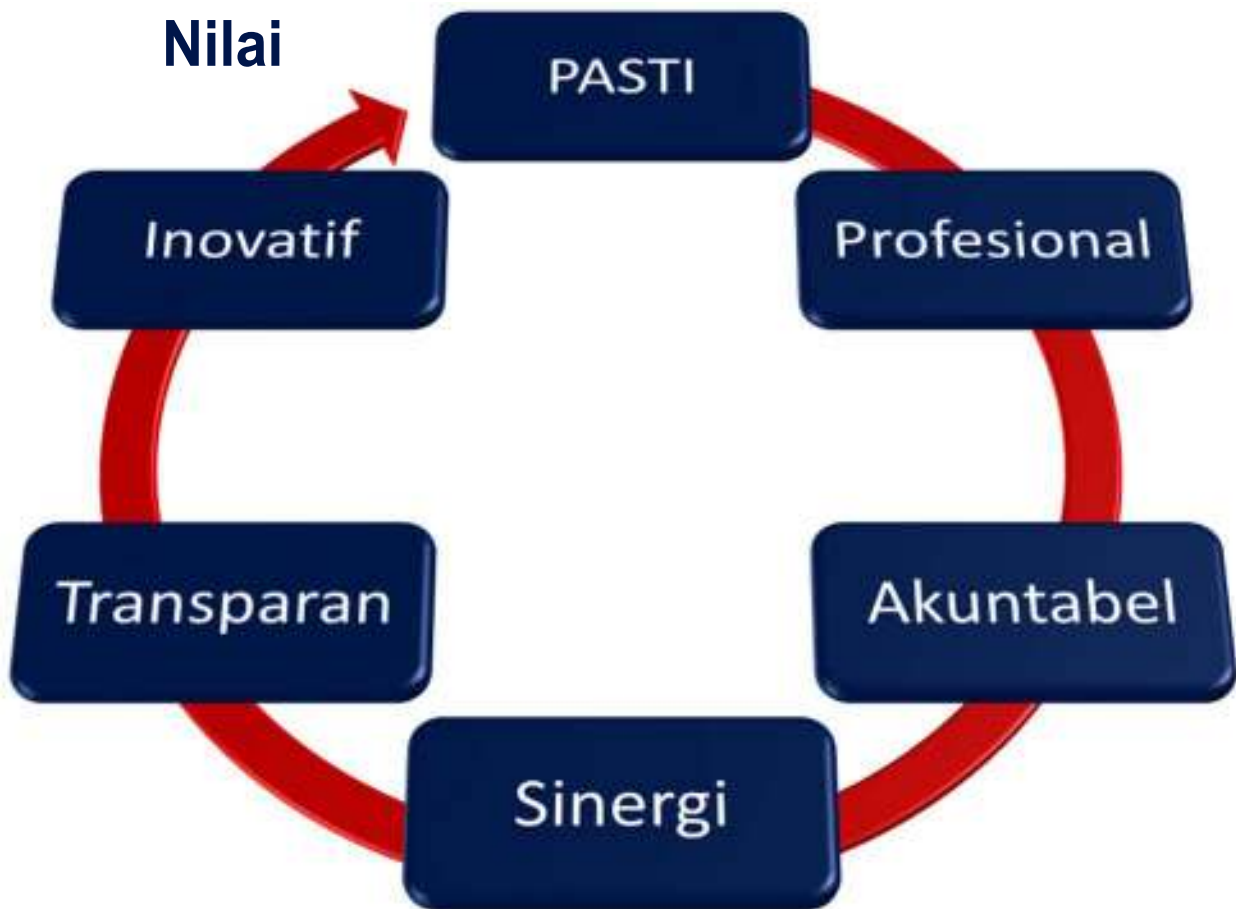 Nilai
PASTI
Profesional
Akuntabel
Sinergi
Transparan
Inovatif